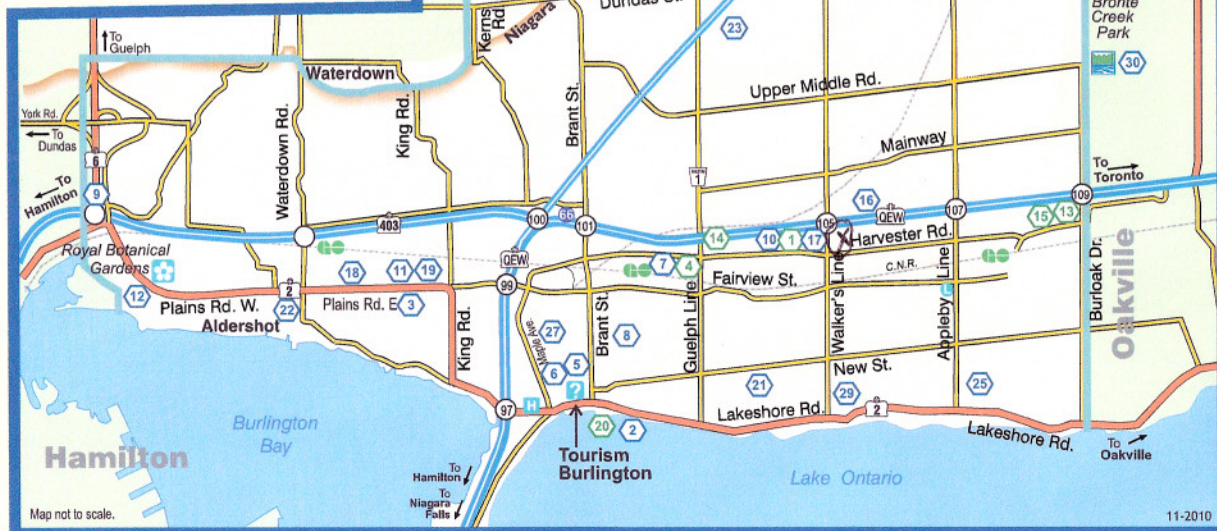 Dundas St.
Bronte
Creek
Park
Kerns
Rd.
Niagara
23
To
Guelph
30
Waterdown
Upper Middle Rd.
York Rd.
To
Dundas
Waterdown Rd.
King Rd.
Brant St.
Mainway
6
1
To
Toronto
To
Hamilton
9
109
16
107
15
13
100
66
101
105
QEW
403
14
10
1
17
Harvester Rd.
Royal Botanical
Gardens
QEW
7
4
C.N.R.
18
11
19
Fairview St.
12
99
Plains Rd. W.
2
22
Plains Rd. E.
3
Aldershot
King Rd.
Maple Ave.
27
Brant St.
8
Guelph Line
Walker's Line
Appleby Line
L
Burloak Dr.
Oakville
6
5
?
New St.
21
29
25
97
H
Lakeshore Rd.
2
20
2
Lakeshore Rd.
To
Oakville
Burlington
Bay
Tourism
Burlington
Hamilton
To
Hamilton
To
Niagara
Falls
Lake Ontario
Map not to scale.
11-2010